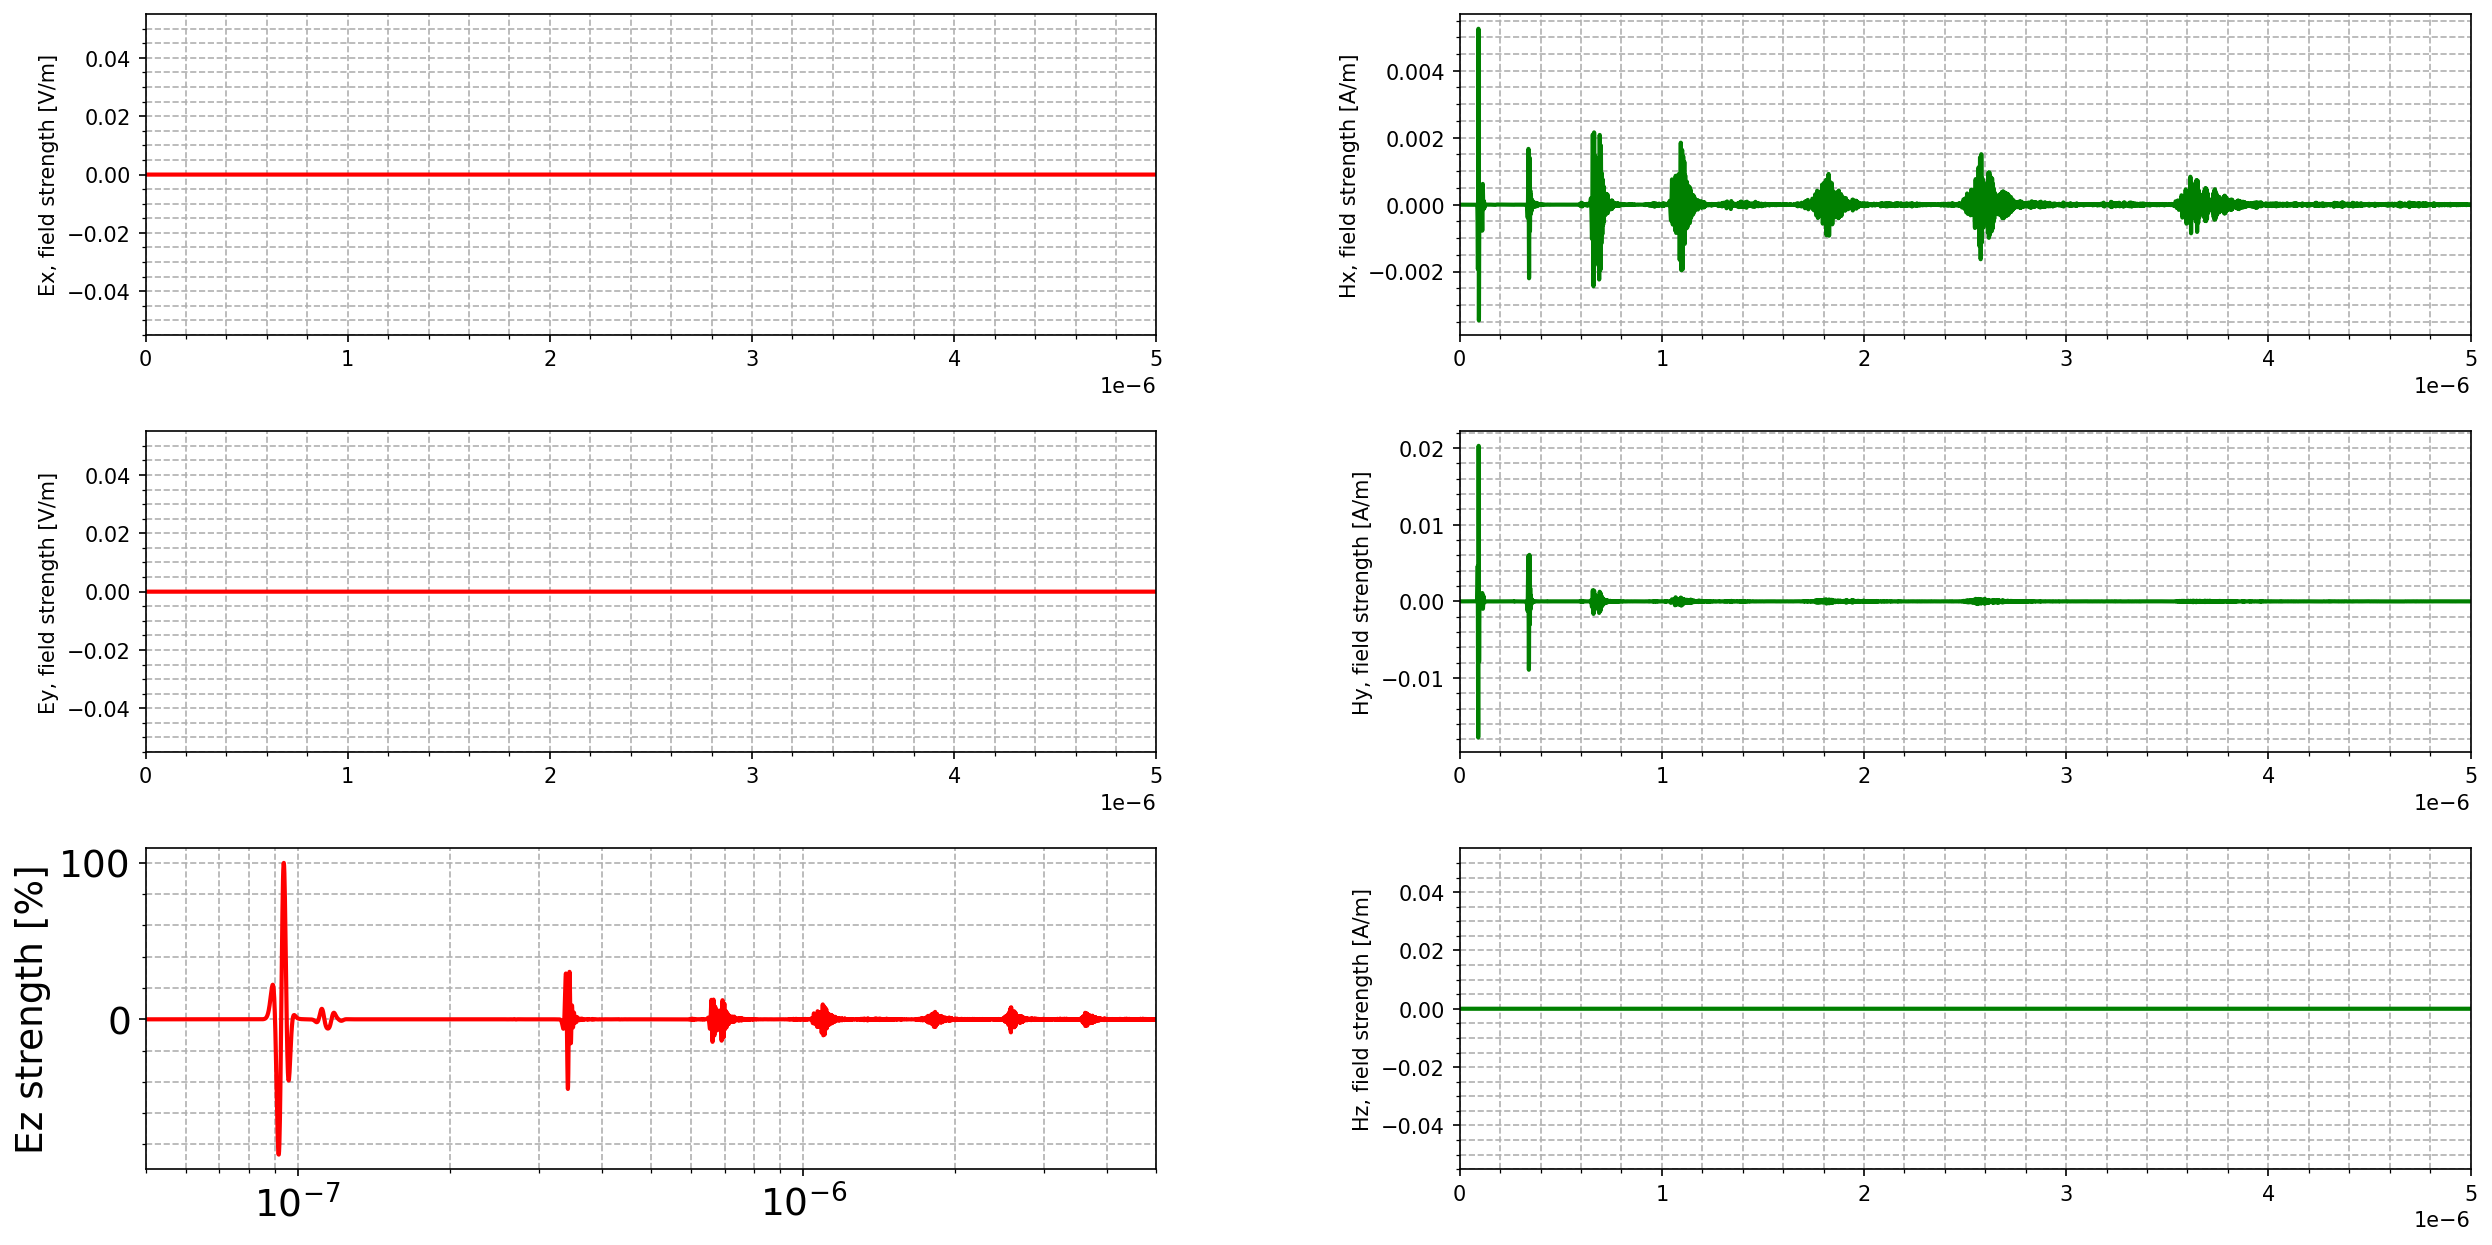 Ex, field strength [V/m]
0.04
0.02
0.00
−0.02
−0.04
0 1 2 3 4 5
1e−6
Hx, field strength [A/m]
0.004
0.002
0.000
−0.002
0 1 2 3 4 5
1e−6
Ey, field strength [V/m]
0.04
0.02
0.00
−0.02
−0.04
0 1 2 3 4 5
1e−6
Hy, field strength [A/m]
0.02
0.01
0.00
−0.01
0 1 2 3 4 5
1e−6
Ez strength [%]
100
0
10⁻⁷ 10⁻⁶
Hz, field strength [A/m]
0.04
0.02
0.00
−0.02
−0.04
0 1 2 3 4 5
1e−6